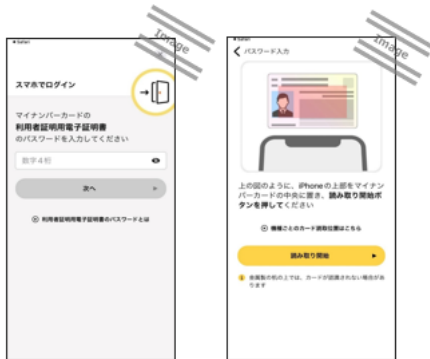 Safari
Image
スマホでログイン
マイナンバーカードの
利用者証明用電子証明書
のパスワードを入力してください
数字4桁
次へ
利用者証明用電子証明書のパスワードとは
Safari
Image
パスワード入力
上の図のように、iPhoneの上部をマイナン
バーカードの中央に置き、読み取り開始ボ
タンを押してください
機種ごとのカード読取位置はこちら
読み取り開始
金属製の机の上では、カードが認識されない場合があ
ります